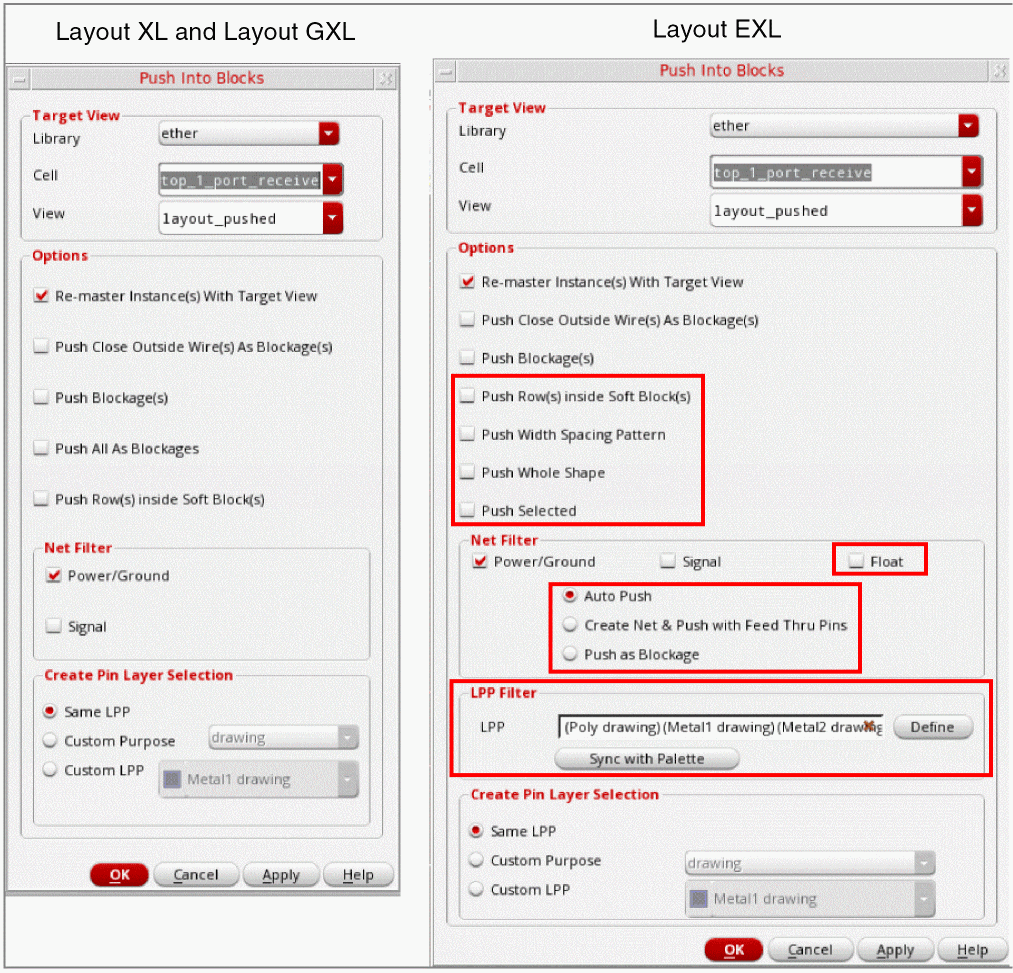 Layout XL and Layout GXL
Push Into Blocks
Target View
Library
ether
Cell
top_1_port_receive
View
layout_pushed
Options
Re-master Instance(s) With Target View
Push Close Outside Wire(s) As Blockage(s)
Push Blockage(s)
Push All As Blockages
Push Row(s) inside Soft Block(s)
Net Filter
Power/Ground
Signal
Create Pin Layer Selection
Same LPP
Custom Purpose
drawing
Custom LPP
Metal1 drawing
OK Cancel Apply Help
Layout EXL
Push Into Blocks
Target View
Library
ether
Cell
top_1_port_receive
View
layout_pushed
Options
Re-master Instance(s) With Target View
Push Close Outside Wire(s) As Blockage(s)
Push Blockage(s)
Push Row(s) inside Soft Block(s)
Push Width Spacing Pattern
Push Whole Shape
Push Selected
Net Filter
Power/Ground Signal Float
Auto Push
Create Net & Push with Feed Thru Pins
Push as Blockage
LPP Filter
LPP (Poly drawing)(Metal1 drawing)(Metal2 drawing Define
Sync with Palette
Create Pin Layer Selection
Same LPP
Custom Purpose
drawing
Custom LPP
Metal1 drawing
OK Cancel Apply Help